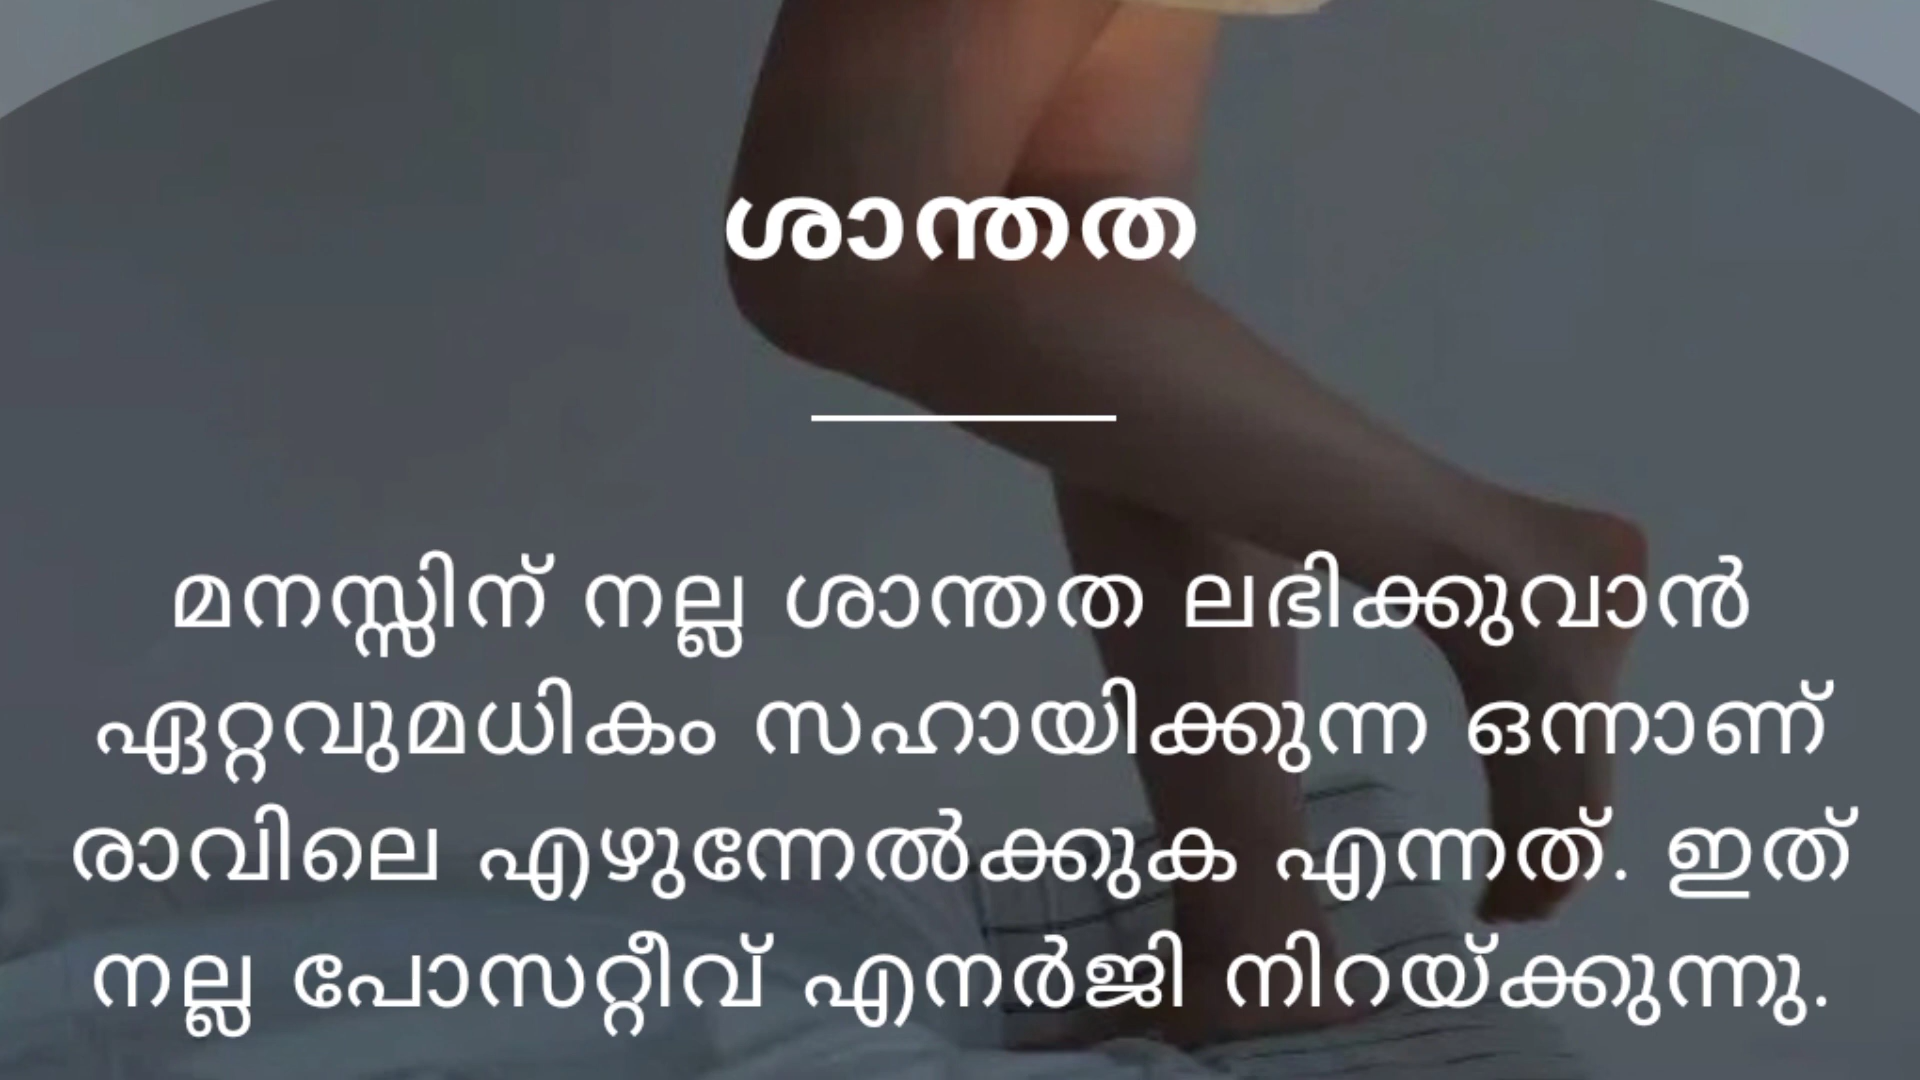 ശാന്തത
മനസ്സിന് നല്ല ശാന്തത ലഭിക്കുവാൻ
ഏറ്റവുമധികം സഹായിക്കുന്ന ഒന്നാണ്
രാവിലെ എഴുന്നേൽക്കുക എന്നത്. ഇത്
നല്ല പോസറ്റീവ് എനർജി നിറയ്ക്കുന്നു.